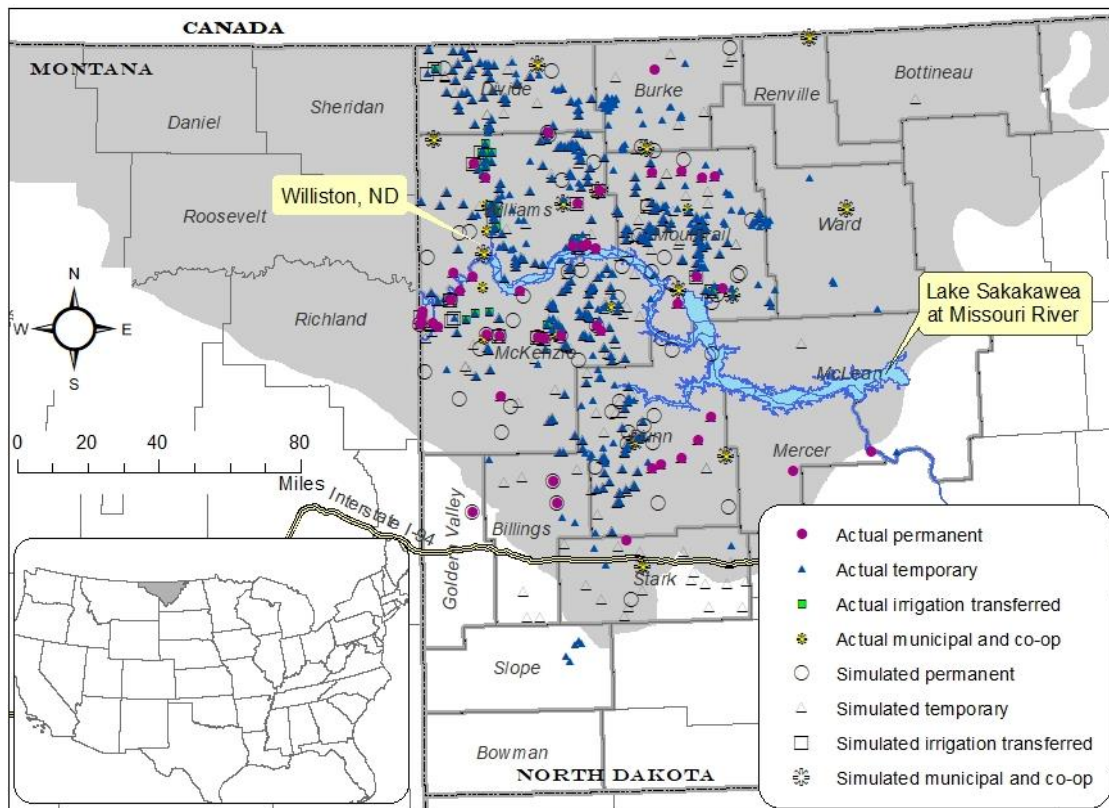 CANADA
MONTANA
Daniel
Sheridan
Divide
Burke
Renville
Bottineau
Roosevelt
Williston, ND
Williams
Mountrail
Ward
N
W
E
S
Richland
McKenzie
Lake Sakakawea
at Missouri River
McLean
0 20 40 80
Miles
Dunn
Mercer
Interstate I-94
Golden Valley
Billings
Stark
Slope
Bowman
NORTH DAKOTA
Actual permanent
Actual temporary
Actual irrigation transferred
Actual municipal and co-op
Simulated permanent
Simulated temporary
Simulated irrigation transferred
Simulated municipal and co-op